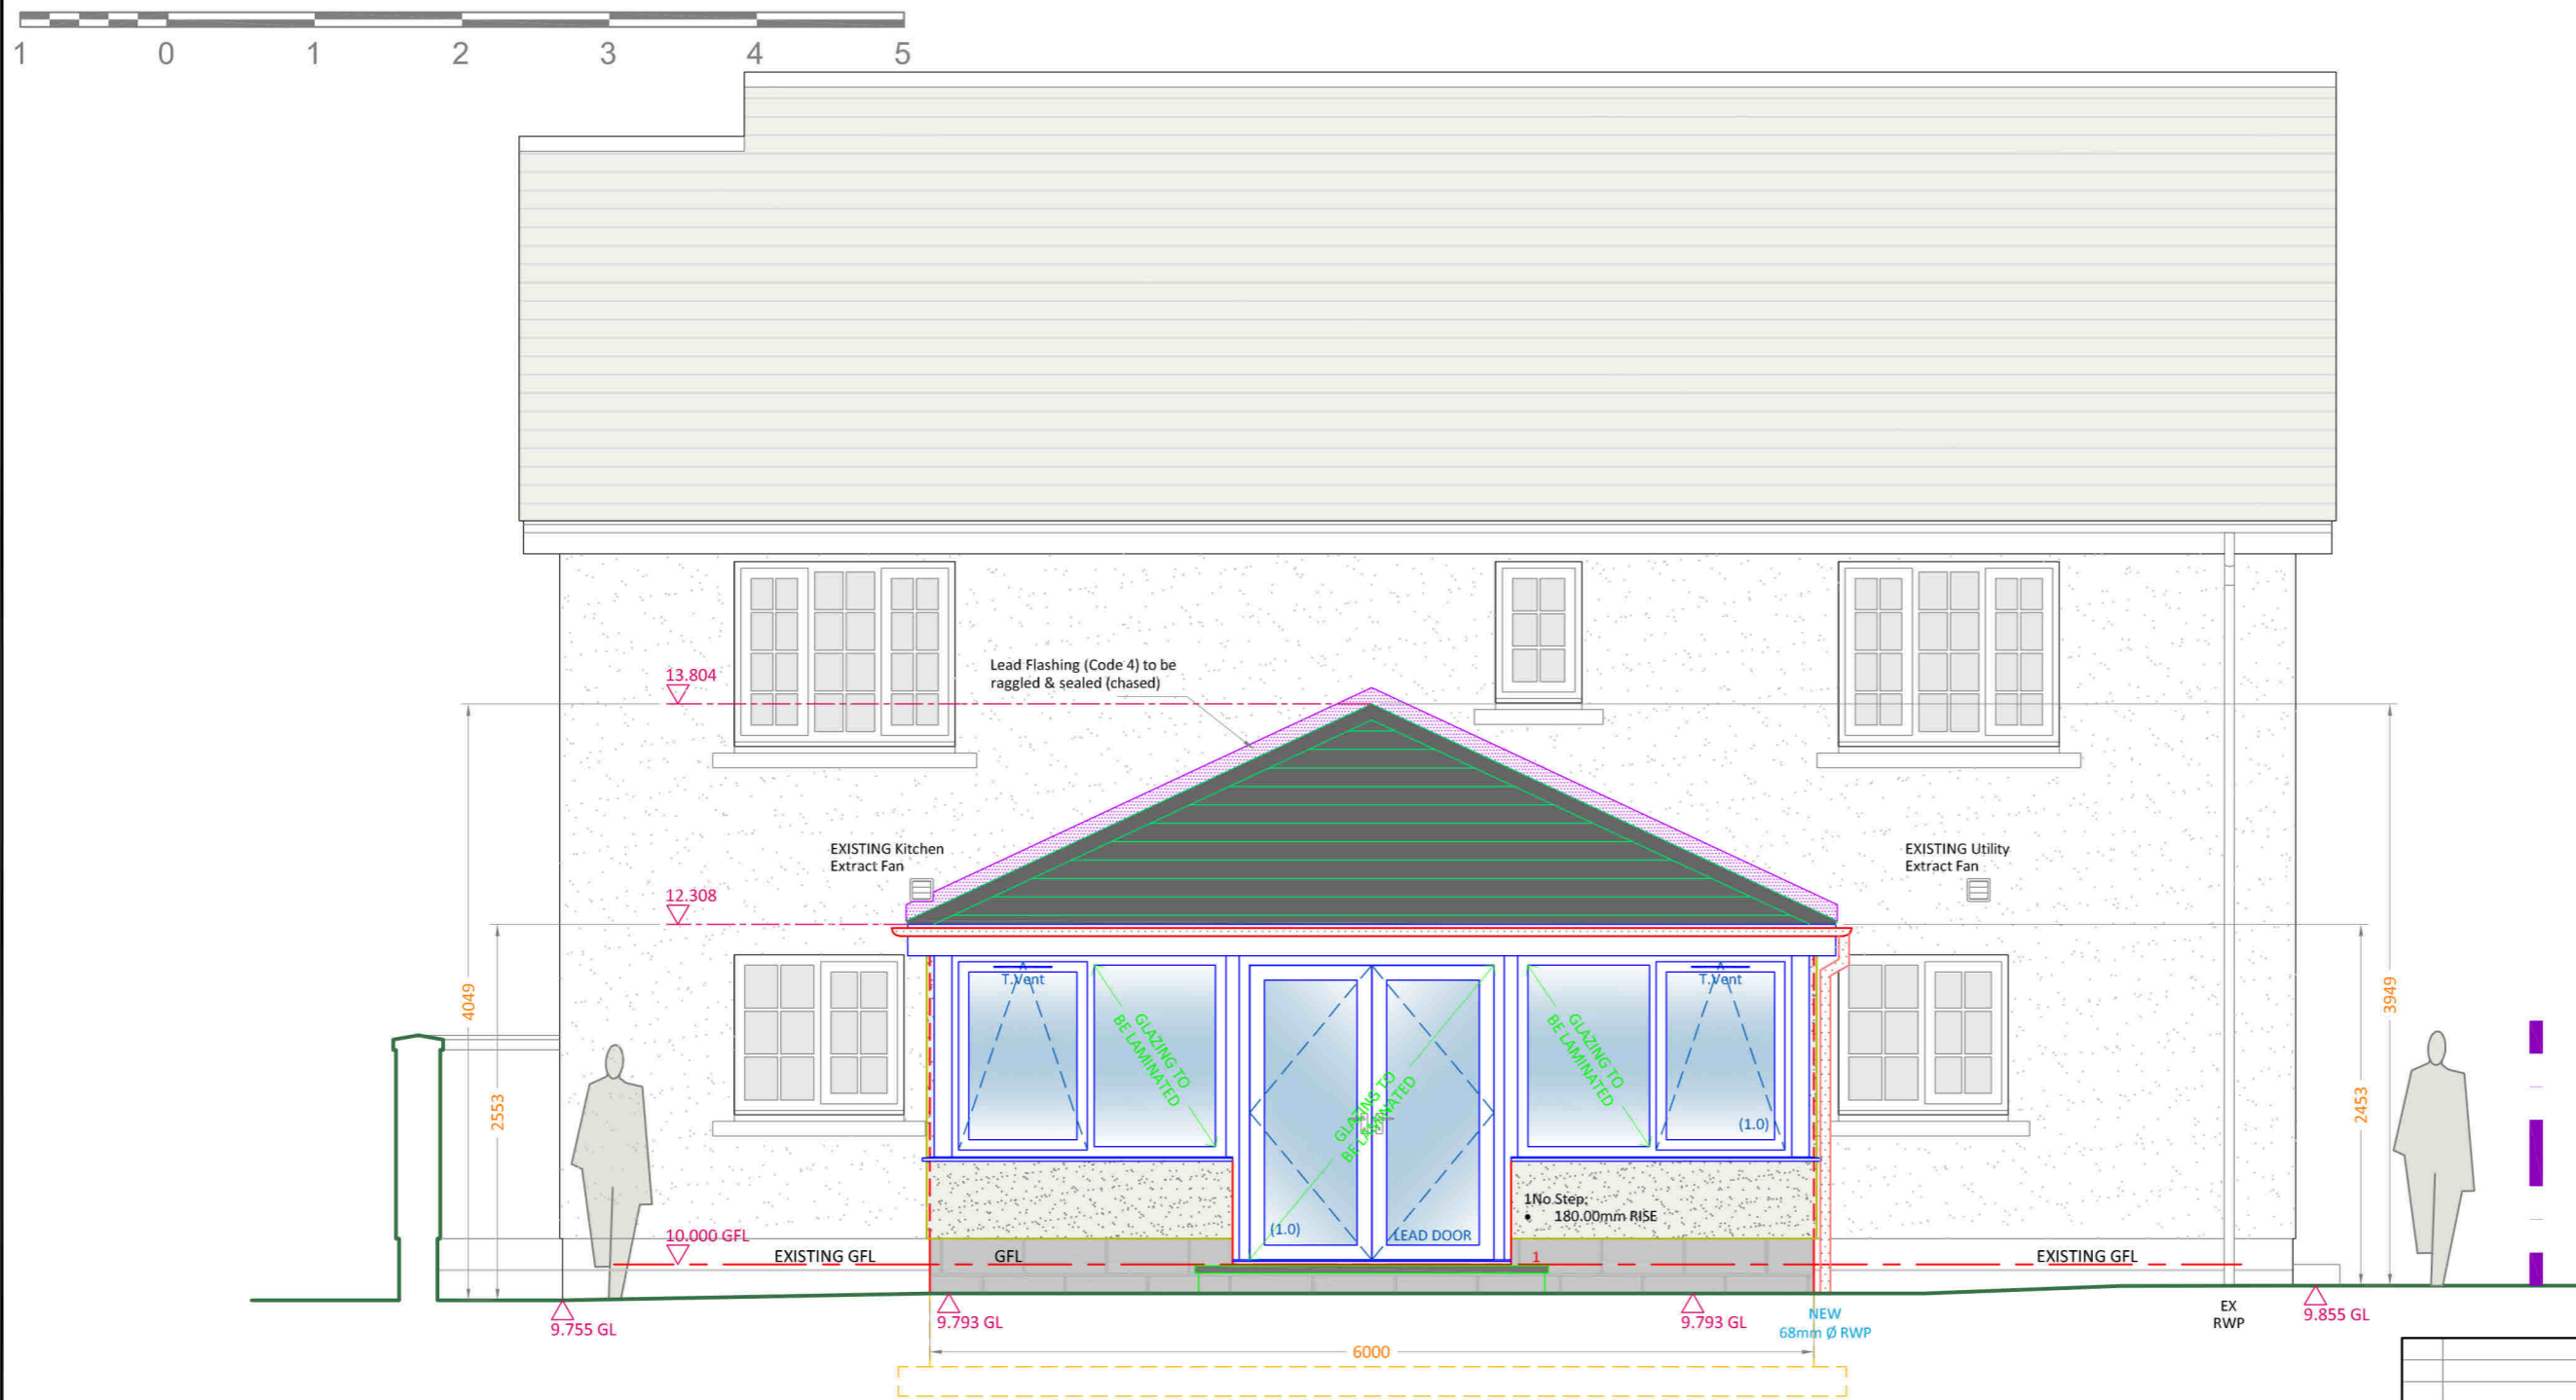 1 0 1 2 3 4 5
Lead Flashing (Code 4) to be
raggled & sealed (chased)
13.804
EXISTING Kitchen
Extract Fan
EXISTING Utility
Extract Fan
12.308
4049
2553
3949
2453
T.Vent
T.Vent
GLAZING TO
BE LAMINATED
GLAZING TO
BE LAMINATED
GLAZING TO
BE LAMINATED
(1.0)
1No Step:
• 180.00mm RISE
(1.0)
LEAD DOOR
10.000 GFL
EXISTING GFL
GFL
1
EXISTING GFL
9.755 GL
9.793 GL
9.793 GL
NEW
68mm Ø RWP
EX
RWP
9.855 GL
6000